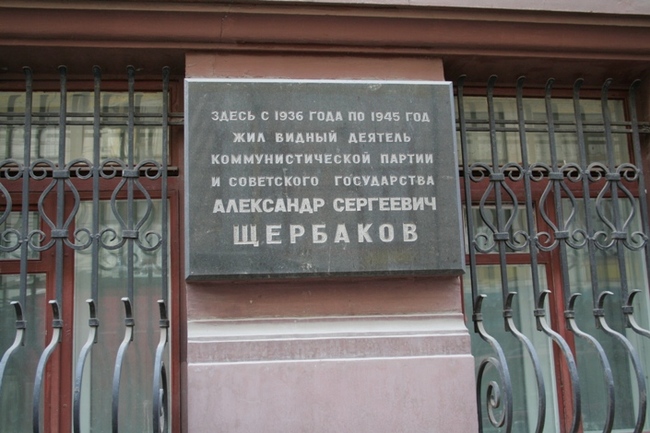 ЗДЕСЬ С 1936 ГОДА ПО 1945 ГОД
ЖИЛ ВИДНЫЙ ДЕЯТЕЛЬ
КОММУНИСТИЧЕСКОЙ ПАРТИИ
И СОВЕТСКОГО ГОСУДАРСТВА
АЛЕКСАНДР СЕРГЕЕВИЧ
ЩЕРБАКОВ